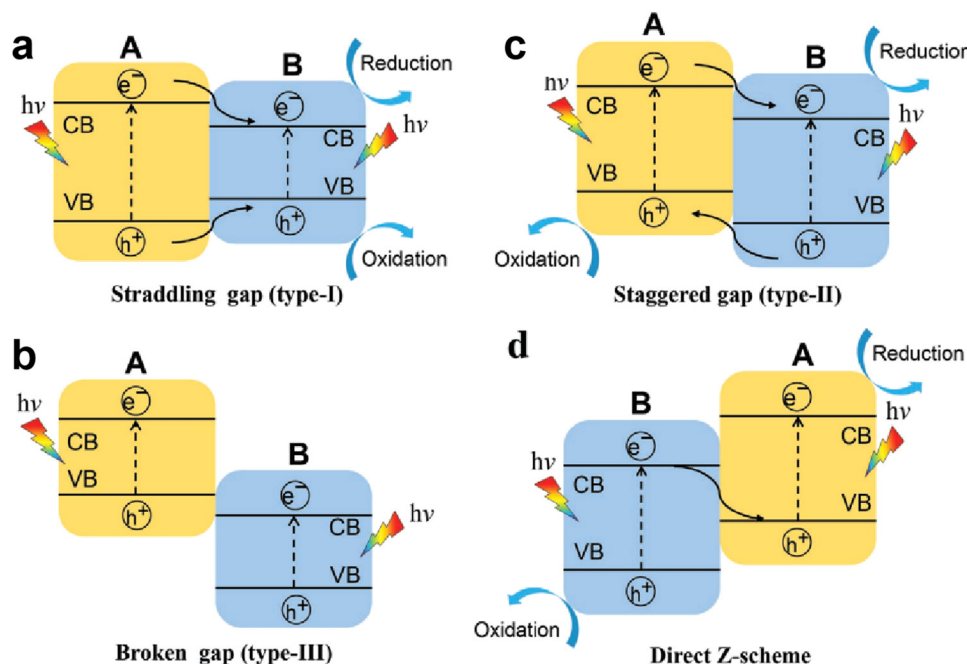 a
A
B
e⁻
e⁻
Reduction
hν
hν
CB
CB
VB
VB
h⁺
h⁺
Oxidation
Straddling gap (type-I)
c
A
B
e⁻
e⁻
Reduction
hν
hν
CB
CB
VB
VB
h⁺
h⁺
Oxidation
Staggered gap (type-II)
b
A
B
e⁻
hν
CB
VB
h⁺
e⁻
hν
CB
VB
h⁺
Broken gap (type-III)
d
B
A
e⁻
Reduction
hν
hν
e⁻
CB
CB
VB
VB
h⁺
h⁺
Oxidation
Direct Z-scheme